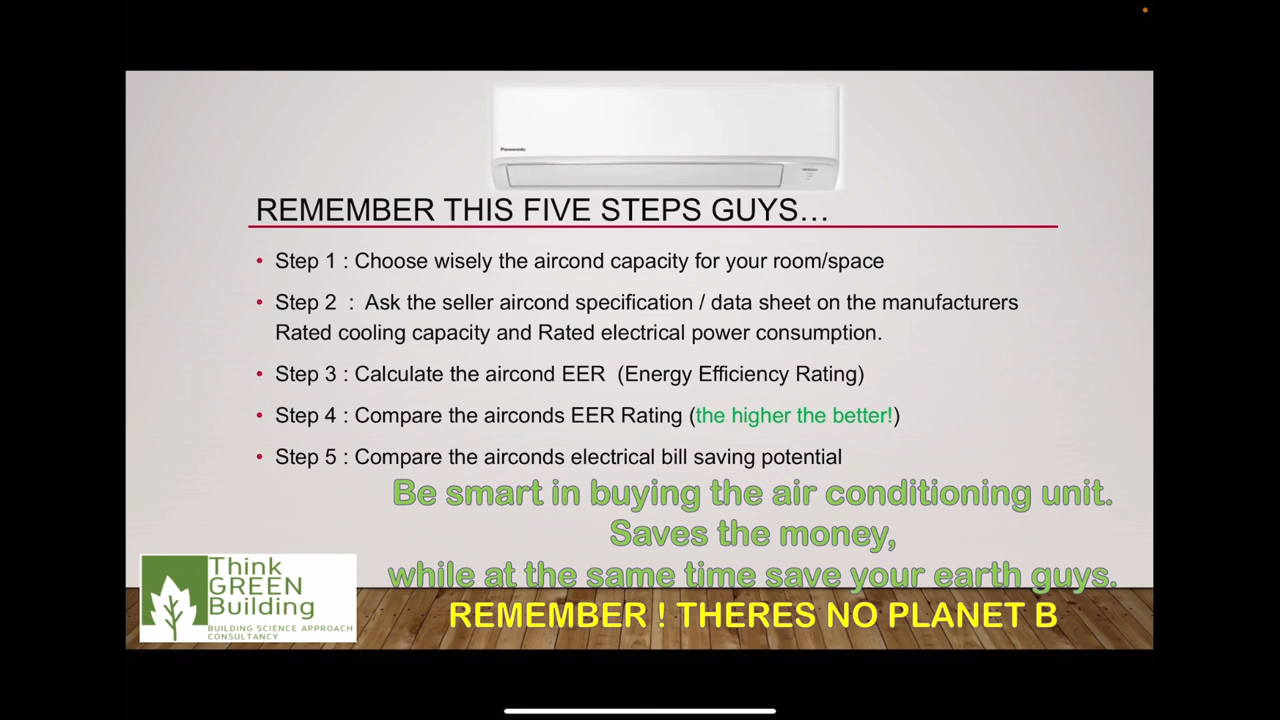 Panasonic
REMEMBER THIS FIVE STEPS GUYS…
• Step 1 : Choose wisely the aircond capacity for your room/space
• Step 2 : Ask the seller aircond specification / data sheet on the manufacturers
Rated cooling capacity and Rated electrical power consumption.
• Step 3 : Calculate the aircond EER (Energy Efficiency Rating)
• Step 4 : Compare the airconds EER Rating (the higher the better!)
• Step 5 : Compare the airconds electrical bill saving potential
Be smart in buying the air conditioning unit.
Saves the money,
while at the same time save your earth guys.
REMEMBER ! THERES NO PLANET B
Think
GREEN
Building
BUILDING SCIENCE APPROACH
CONSULTANCY